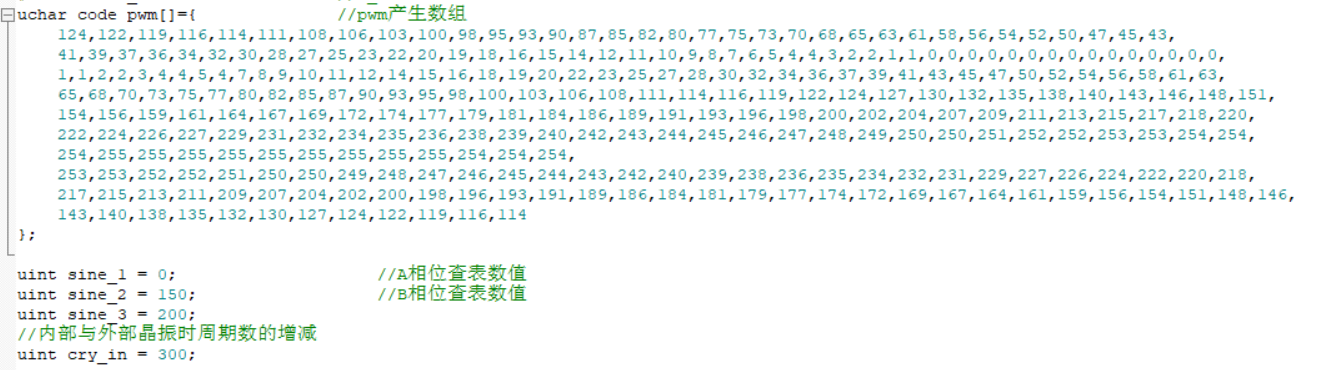 uchar code pwm[]={ //pwm产生数组
124,122,119,116,114,111,108,106,103,100,98,95,93,90,87,85,82,80,77,75,73,70,68,65,63,61,58,56,54,52,50,47,45,43,
41,39,37,36,34,32,30,28,27,25,23,22,20,19,18,16,15,14,12,11,10,9,8,7,6,5,4,4,3,2,2,1,1,0,0,0,0,0,0,0,0,0,0,0,0,0,0,0,
1,1,2,2,3,4,4,5,4,7,8,9,10,11,12,14,15,16,18,19,20,22,23,25,27,28,30,32,34,36,37,39,41,43,45,47,50,52,54,56,58,61,63,
65,68,70,73,75,77,80,82,85,87,90,93,95,98,100,103,106,108,111,114,116,119,122,124,127,130,132,135,138,140,143,146,148,151,
154,156,159,161,164,167,169,172,174,177,179,181,184,186,189,191,193,196,198,200,202,204,207,209,211,213,215,217,218,220,
222,224,226,227,229,231,232,234,235,236,238,239,240,242,243,244,245,246,247,248,249,250,250,251,252,252,253,253,254,254,
254,255,255,255,255,255,255,255,255,255,254,254,254,
253,253,252,252,251,250,250,249,248,247,246,245,244,243,242,240,239,238,236,235,234,232,231,229,227,226,224,222,220,218,
217,215,213,211,209,207,204,202,200,198,196,193,191,189,186,184,181,179,177,174,172,169,167,164,161,159,156,154,151,148,146,
143,140,138,135,132,130,127,124,122,119,116,114
};
uint sine_1 = 0; //A相位查表数值
uint sine_2 = 150; //B相位查表数值
uint sine_3 = 200;
//内部与外部晶振时周期数的增减
uint cry_in = 300;